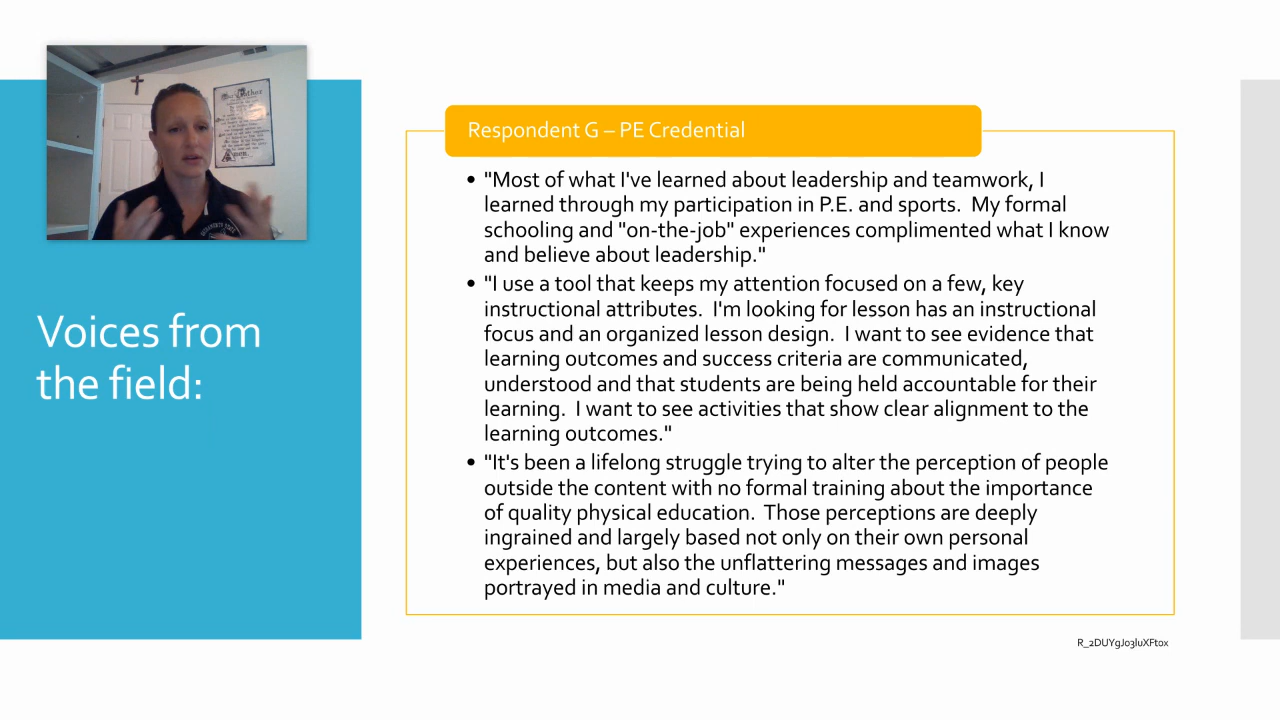 Voices from
the field:
Respondent G – PE Credential
• "Most of what I've learned about leadership and teamwork, I
learned through my participation in P.E. and sports.  My formal
schooling and "on-the-job" experiences complimented what I know
and believe about leadership."
• "I use a tool that keeps my attention focused on a few, key
instructional attributes.  I'm looking for lesson has an instructional
focus and an organized lesson design.  I want to see evidence that
learning outcomes and success criteria are communicated,
understood and that students are being held accountable for their
learning.  I want to see activities that show clear alignment to the
learning outcomes."
• "It's been a lifelong struggle trying to alter the perception of people
outside the content with no formal training about the importance
of quality physical education.  Those perceptions are deeply
ingrained and largely based not only on their own personal
experiences, but also the unflattering messages and images
portrayed in media and culture."
R_2DUYgJo3luXFtox